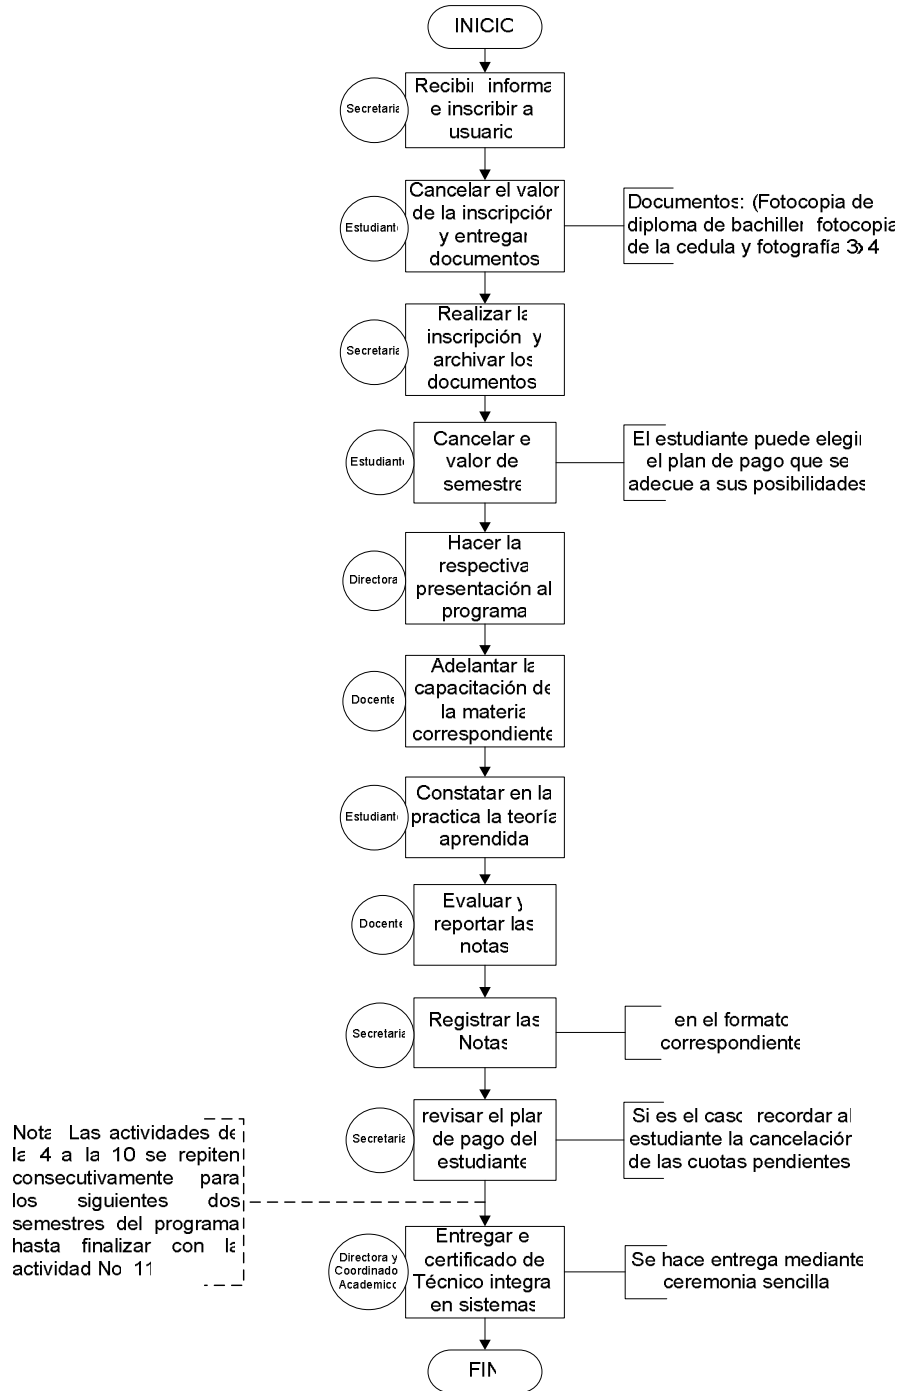 INICIO
Secretaria
Recibir informa
e inscribir a
usuario
Estudiante
Cancelar el valor
de la inscripción
y entregar
documentos
Documentos: (Fotocopia de
diploma de bachiller fotocopia
de la cedula y fotografía 3x4
Secretaria
Realizar la
inscripción y
archivar los
documentos
Estudiante
Cancelar e
valor de
semestre
El estudiante puede elegir
el plan de pago que se
adecue a sus posibilidades
Directora
Hacer la
respectiva
presentación al
programa
Docente
Adelantar la
capacitación de
la materia
correspondiente
Estudiante
Constatar en la
practica la teoría
aprendida
Docente
Evaluar y
reportar las
notas
Secretaria
Registrar las
Notas
en el formato
correspondiente
Secretaria
revisar el plan
de pago del
estudiante
Si es el caso recordar al
estudiante la cancelación
de las cuotas pendientes
Nota Las actividades de
la 4 a la 10 se repiten
consecutivamente para
los siguientes dos
semestres del programa
hasta finalizar con la
actividad No 11
Directora y
Coordinador
Academico
Entregar e
certificado de
Técnico integra
en sistemas
Se hace entrega mediante
ceremonia sencilla
FIN